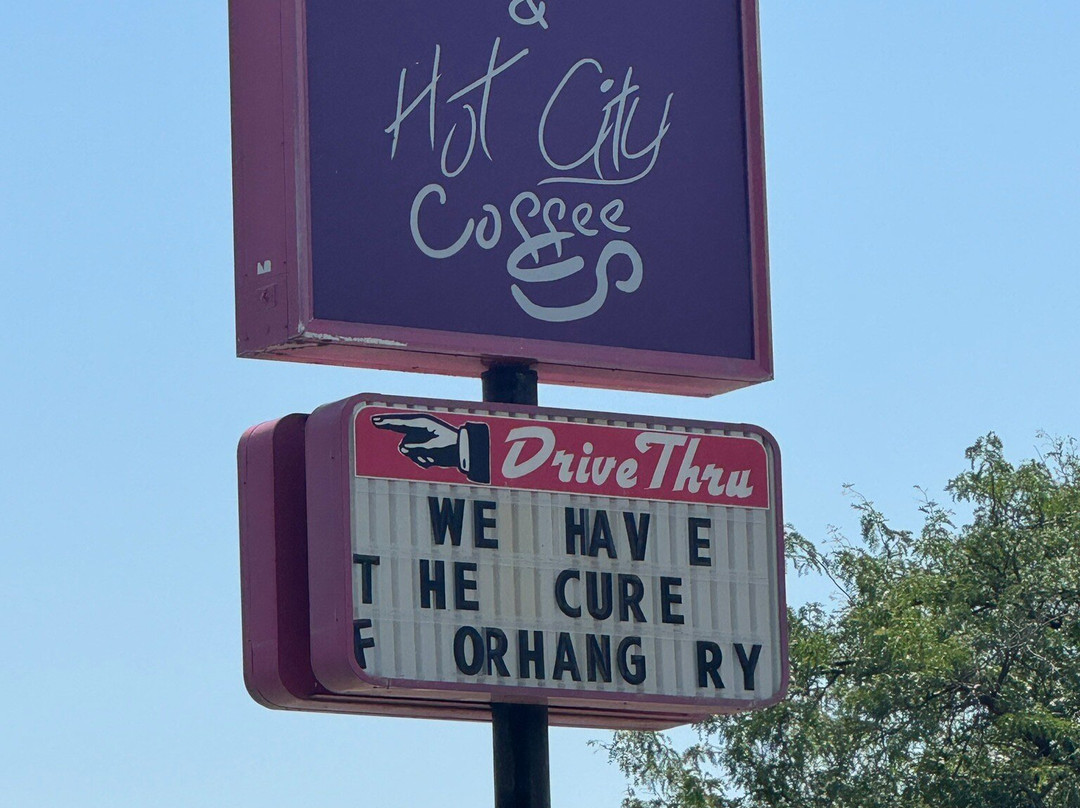 &
Hot City
Coffee
Drive Thru
WE HAV E
T HE CURE
F ORHANG RY